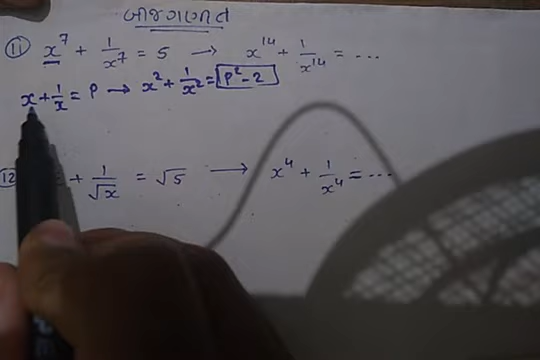 બીજગણિત
(11) x⁷ + 1/x⁷ = 5 → x¹⁴ + 1/x¹⁴ = ...
x + 1/x = P → x² + 1/x² = P² - 2
(12) + 1/√x = √5 → x⁴ + 1/x⁴ = ...